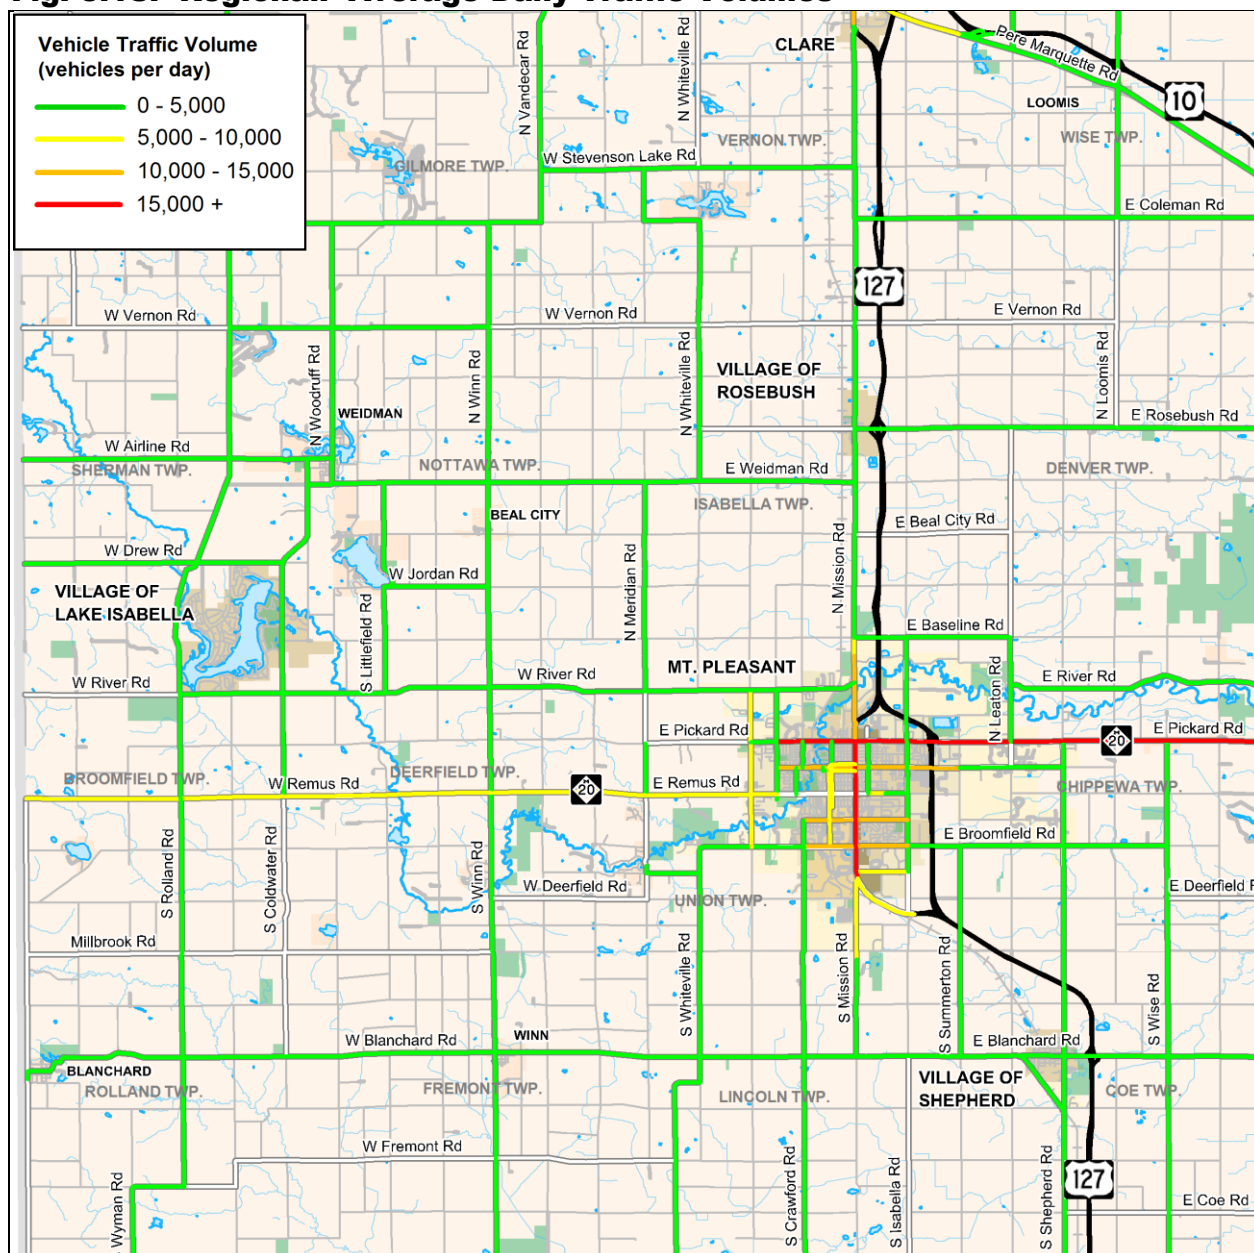 Vehicle Traffic Volume
(vehicles per day)
0 - 5,000
5,000 - 10,000
10,000 - 15,000
15,000 +
CLARE
Pere Marquette Rd
10
LOOMIS
N Vandecar Rd
N Whiteville Rd
VERNON TWP.
WISE TWP.
W Stevenson Lake Rd
GILMORE TWP.
E Coleman Rd
127
W Vernon Rd
W Vernon Rd
E Vernon Rd
N Woodruff Rd
N Winn Rd
N Whiteville Rd
VILLAGE OF
ROSEBUSH
N Loomis Rd
WEIDMAN
E Rosebush Rd
W Airline Rd
SHERMAN TWP.
NOTTAWA TWP.
E Weidman Rd
DENVER TWP.
ISABELLA TWP.
BEAL CITY
E Beal City Rd
W Drew Rd
N Mission Rd
W Jordan Rd
N Meridian Rd
VILLAGE OF
LAKE ISABELLA
S Littlefield Rd
E Baseline Rd
MT. PLEASANT
W River Rd
W River Rd
E River Rd
N Leaton Rd
E Pickard Rd
20
E Pickard Rd
BROOMFIELD TWP.
W Remus Rd
DEERFIELD TWP.
M
20
E Remus Rd
CHIPPEWA TWP.
E Broomfield Rd
S Rolland Rd
S Coldwater Rd
S Winn Rd
W Deerfield Rd
UNION TWP.
E Deerfield R
Millbrook Rd
S Whiteville Rd
S Mission Rd
S Summerton Rd
S Wise Rd
W Blanchard Rd
WINN
E Blanchard Rd
BLANCHARD
ROLLAND TWP.
FREMONT TWP.
LINCOLN TWP.
VILLAGE OF
SHEPHERD
COE TWP.
W Fremont Rd
Wyman Rd
S Crawford Rd
S Isabella Rd
S Shepherd Rd
127
E Coe Rd